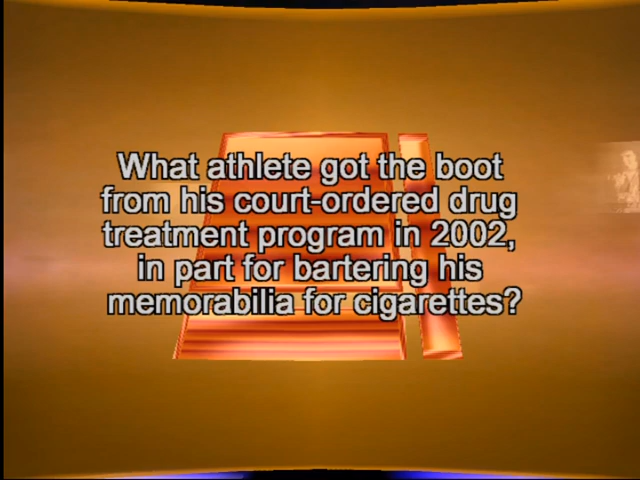 What athlete got the boot
from his court-ordered drug
treatment program in 2002,
in part for bartering his
memorabilia for cigarettes?